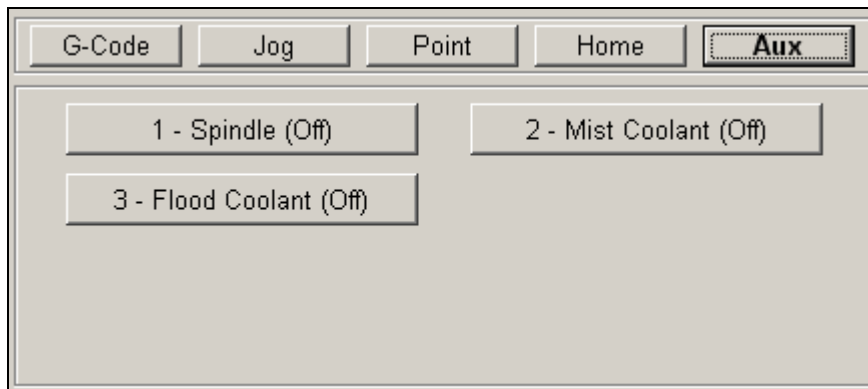 G-Code Jog Point Home Aux
1 - Spindle (Off) 2 - Mist Coolant (Off)
3 - Flood Coolant (Off)